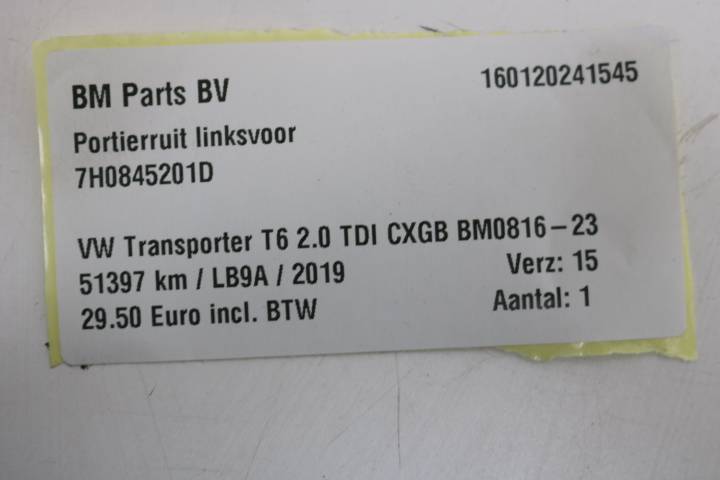 BM Parts BV 160120241545
Portierruit linksvoor
7H0845201D
VW Transporter T6 2.0 TDI CXGB BM0816-23
51397 km / LB9A / 2019 Verz: 15
29.50 Euro incl. BTW Aantal: 1